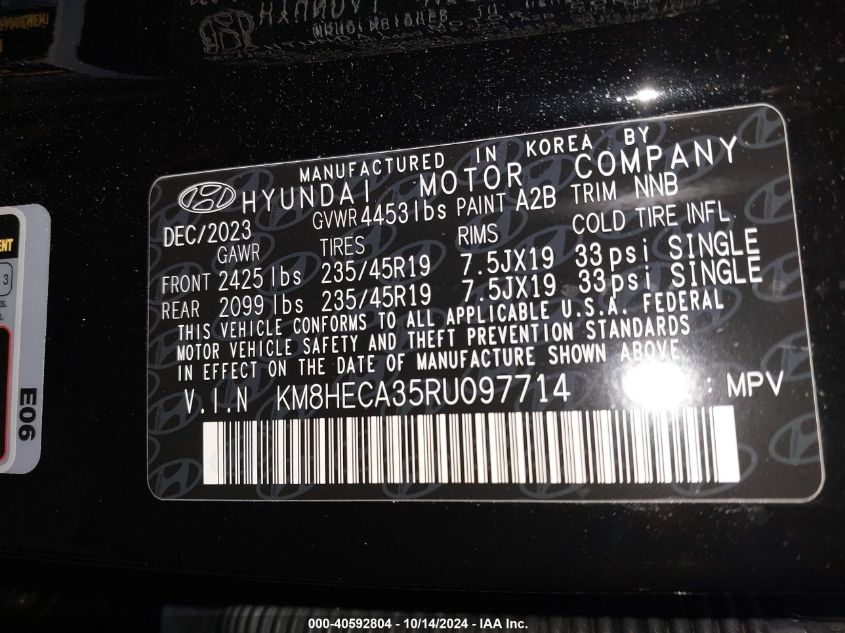 MANUFACTURED IN KOREA BY
HYUNDAI MOTOR COMPANY
DEC/2023 GVWR 4453lbs PAINT A2B TRIM NNB
GAWR TIRES RIMS COLD TIRE INFL
FRONT 2425 lbs 235/45R19 7.5JX19 33psi SINGLE
REAR 2099 lbs 235/45R19 7.5JX19 33psi SINGLE
THIS VEHICLE CONFORMS TO ALL APPLICABLE U.S.A. FEDERAL
MOTOR VEHICLE SAFETY AND THEFT PREVENTION STANDARDS
IN EFFECT ON THE DATE OF MANUFACTURE SHOWN ABOVE
V.I.N KM8HECA35RU097714 : MPV
E06
000-40592804 - 10/14/2024 - IAA Inc.